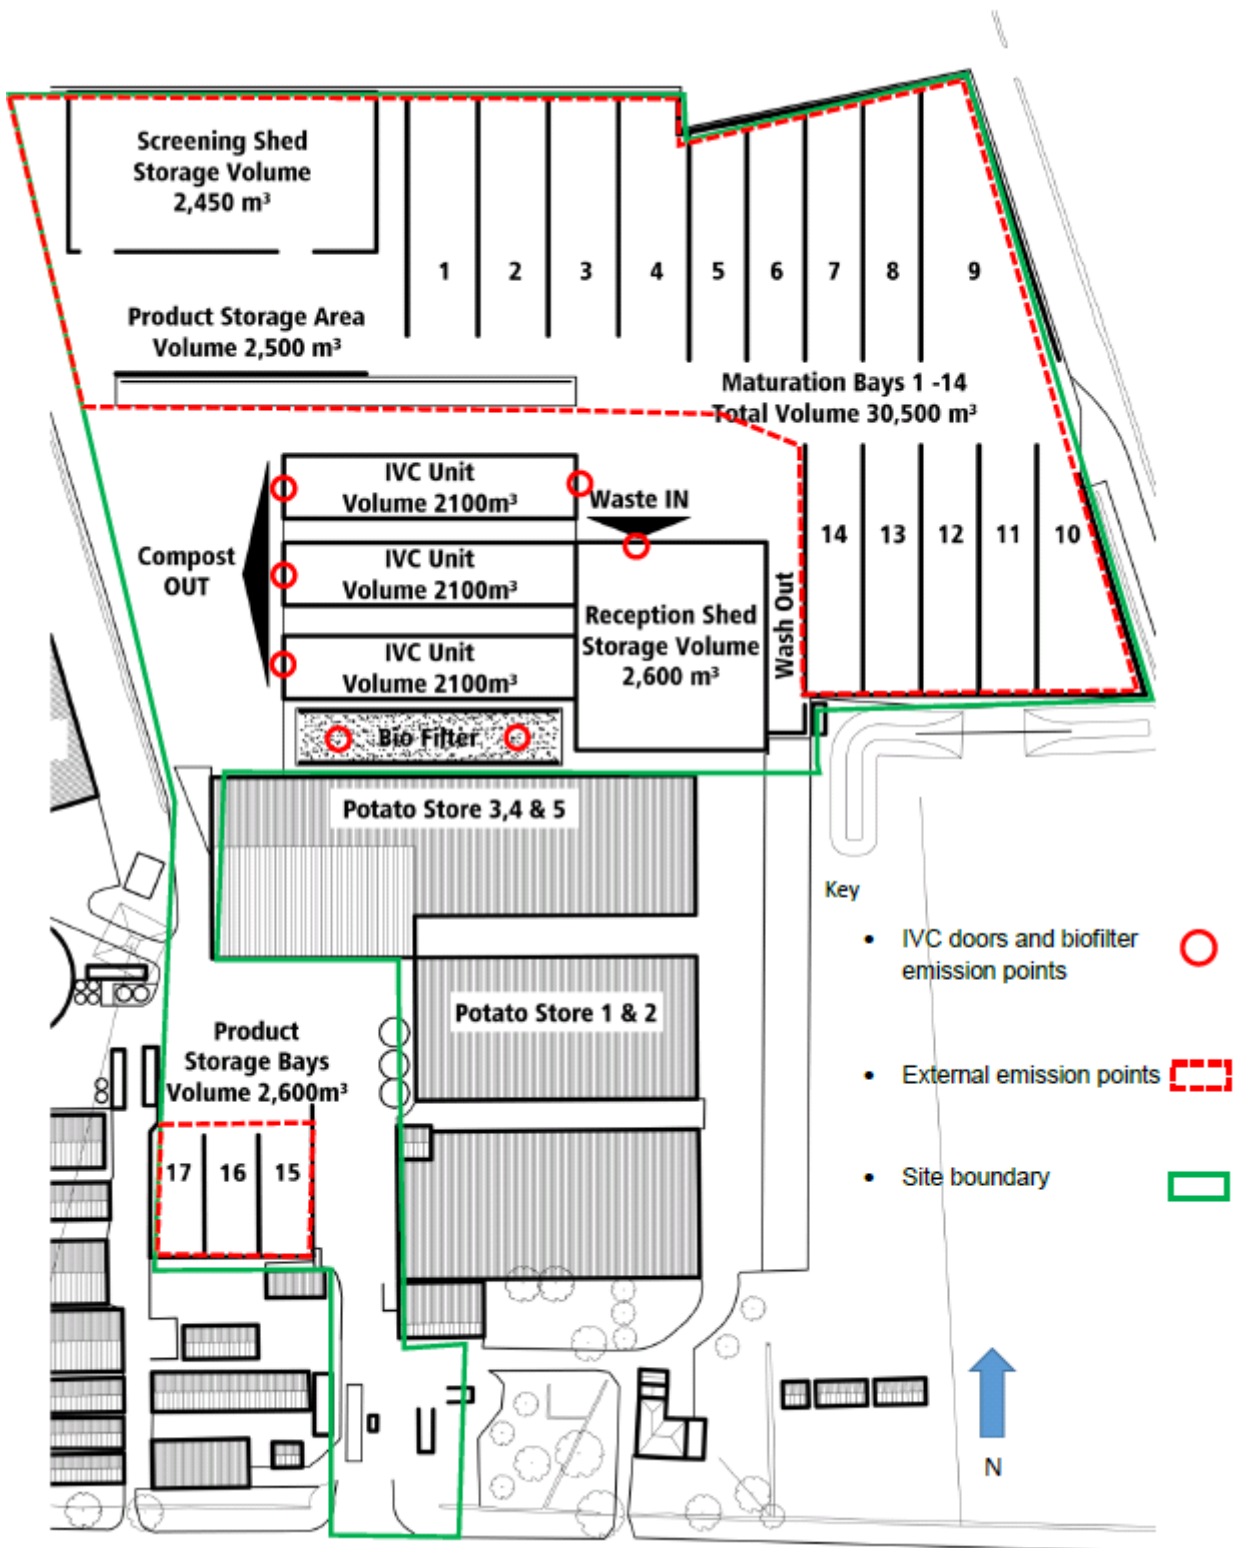 Screening Shed
Storage Volume
2,450 m³
1
2
3
4
5
6
7
8
9
Product Storage Area
Volume 2,500 m³
Maturation Bays 1 -14
Total Volume 30,500 m³
IVC Unit
Volume 2100m³
Waste IN
14
13
12
11
10
Compost
OUT
IVC Unit
Volume 2100m³
Reception Shed
Storage Volume
2,600 m³
Wash Out
IVC Unit
Volume 2100m³
Bio Filter
Potato Store 3,4 & 5
Key
• IVC doors and biofilter
emission points
Potato Store 1 & 2
Product
Storage Bays
Volume 2,600m³
• External emission points
17
16
15
• Site boundary
N